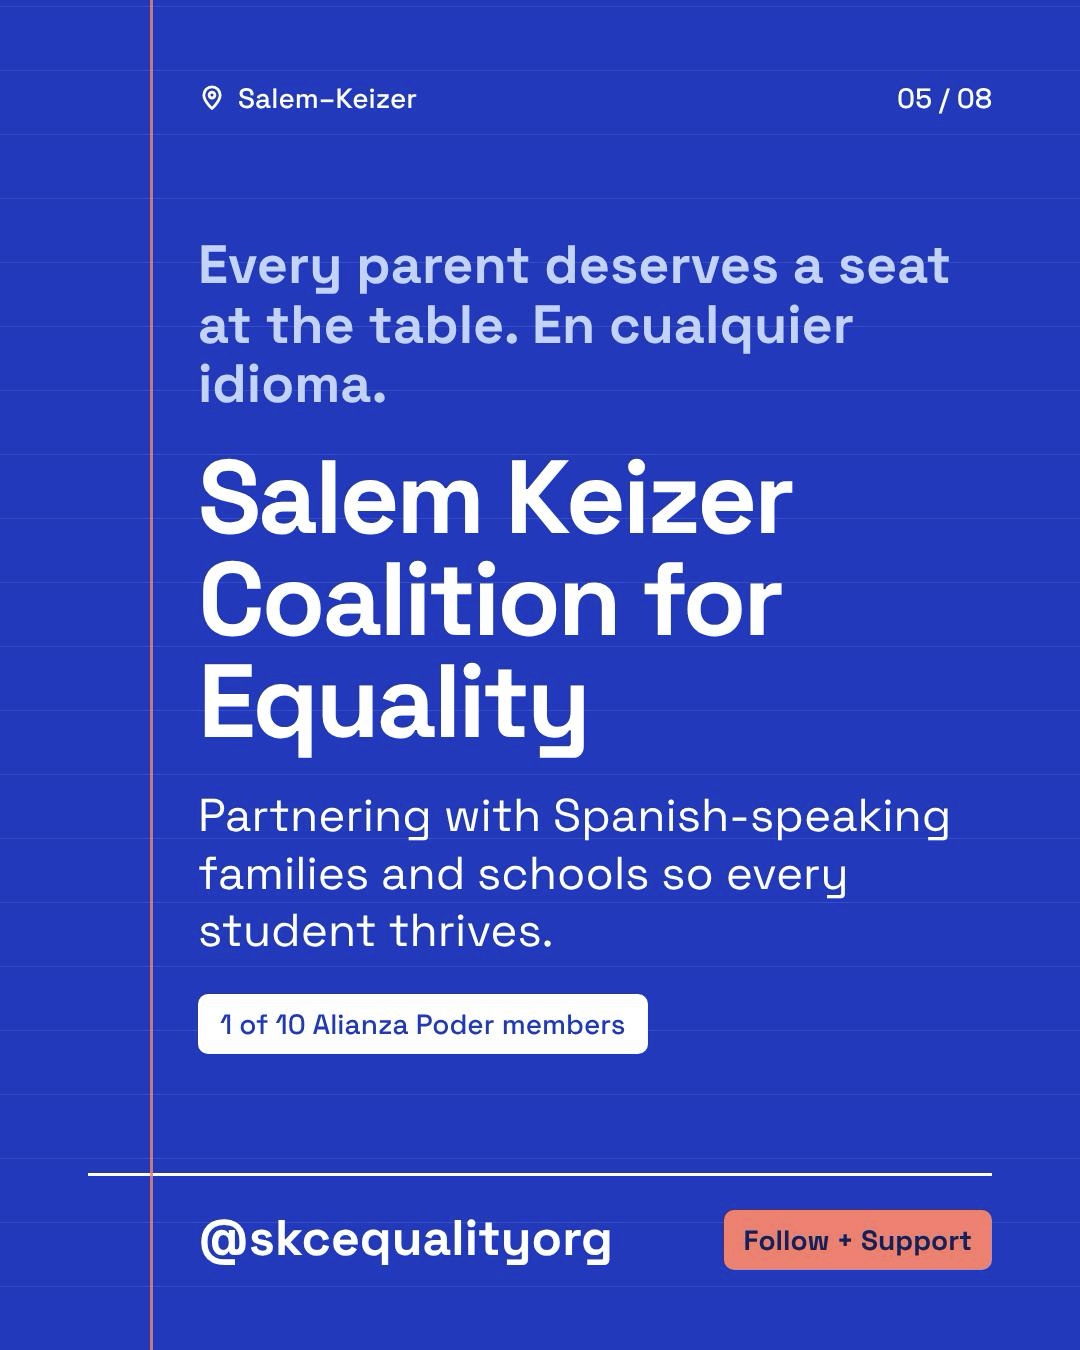 Salem–Keizer
05 / 08
Every parent deserves a seat
at the table. En cualquier
idioma.
Salem Keizer
Coalition for
Equality
Partnering with Spanish-speaking
families and schools so every
student thrives.
1 of 10 Alianza Poder members
@skcequalityorg
Follow + Support